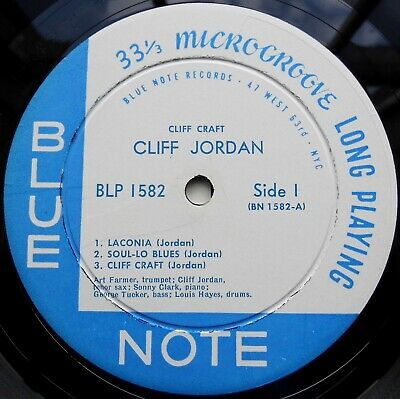 33⅓ MICROGROOVE LONG PLAYING
BLUE NOTE RECORDS • 47 WEST 63rd • NYC
CLIFF CRAFT
CLIFF JORDAN
BLP 1582 Side 1
(BN 1582-A)
1. LACONIA (Jordan)
2. SOUL-LO BLUES (Jordan)
3. CLIFF CRAFT (Jordan)
Art Farmer, trumpet; Cliff Jordan,
tenor sax; Sonny Clark, piano;
George Tucker, bass; Louis Hayes, drums.
BLUE
NOTE